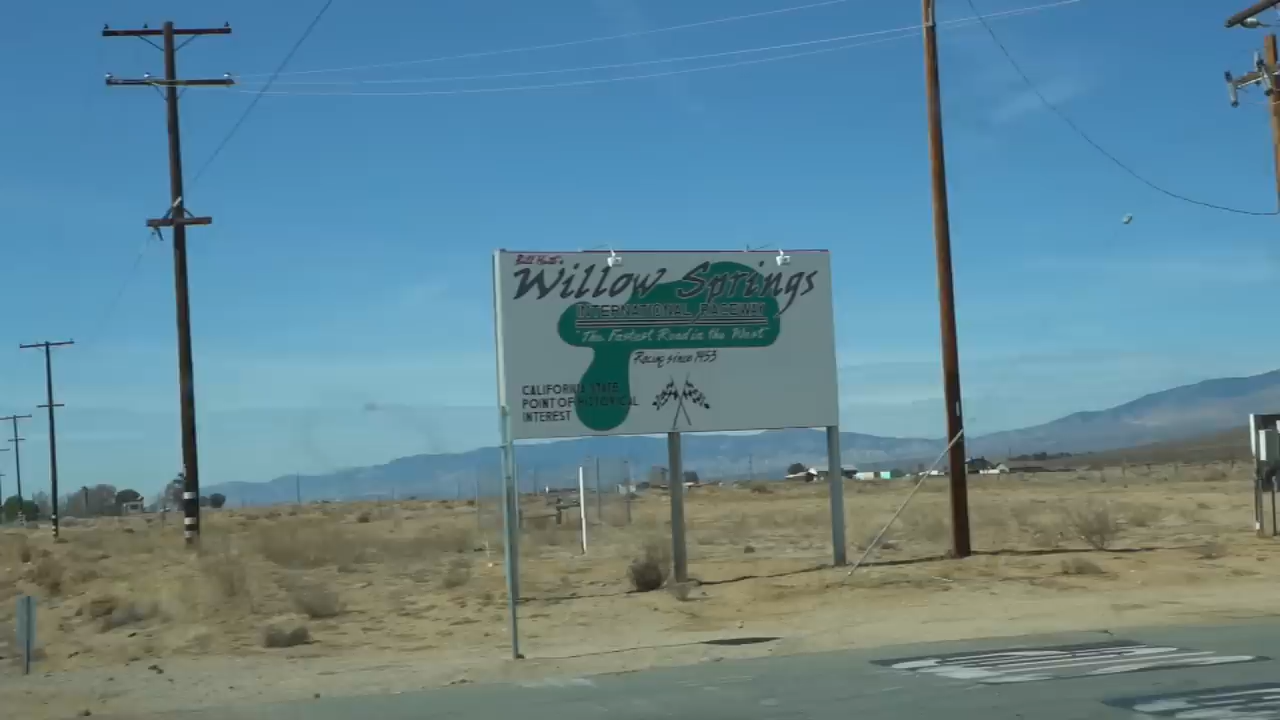 Bill Huth's
Willow Springs
INTERNATIONAL RACEWAY
"The Fastest Road in the West"
Racing since 1953
CALIFORNIA STATE
POINT OF HISTORICAL
INTEREST